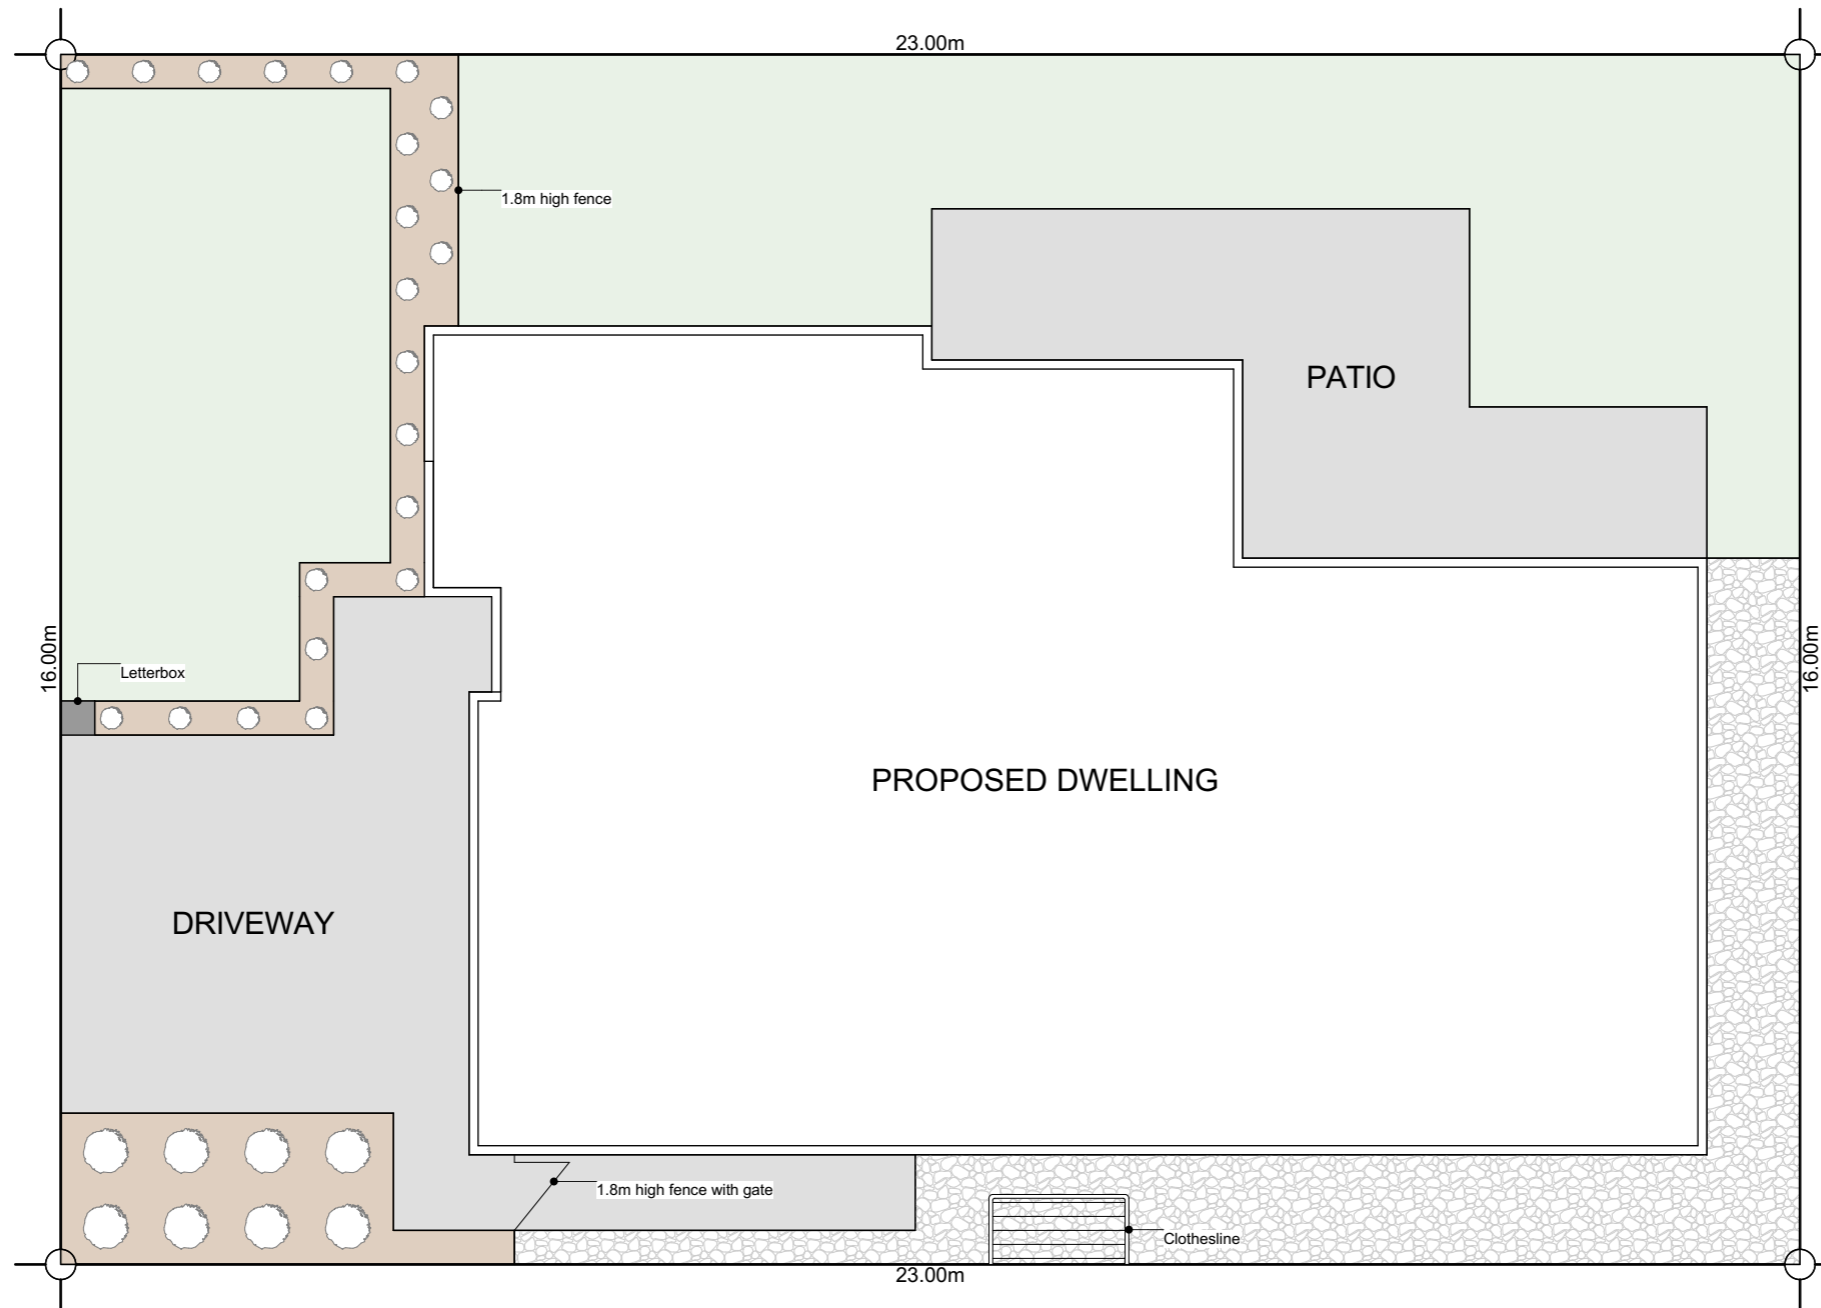 23.00m
1.8m high fence
PATIO
16.00m
16.00m
Letterbox
PROPOSED DWELLING
DRIVEWAY
1.8m high fence with gate
Clothesline
23.00m